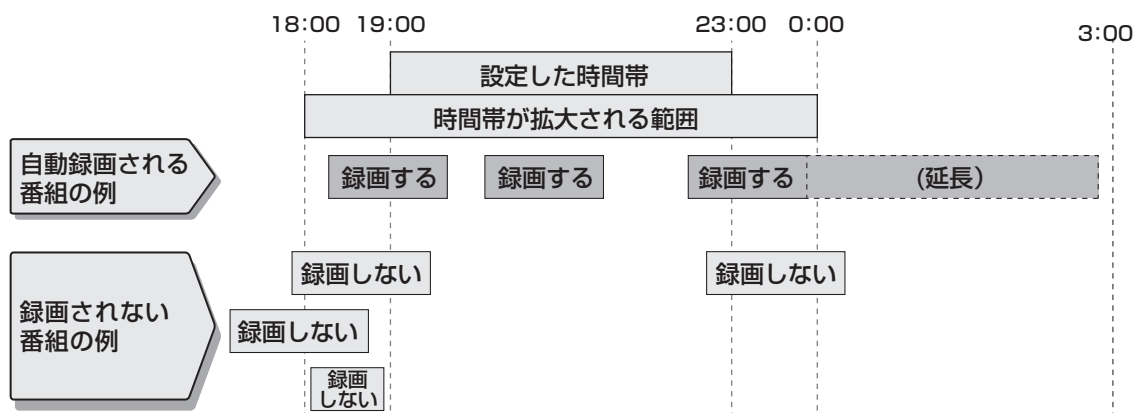 18:00 19:00 23:00 0:00 3:00
設定した時間帯
時間帯が拡大される範囲
自動録画される
番組の例
録画する 録画する 録画する (延長)
録画されない
番組の例
録画しない 録画しない
録画しない
録画
しない